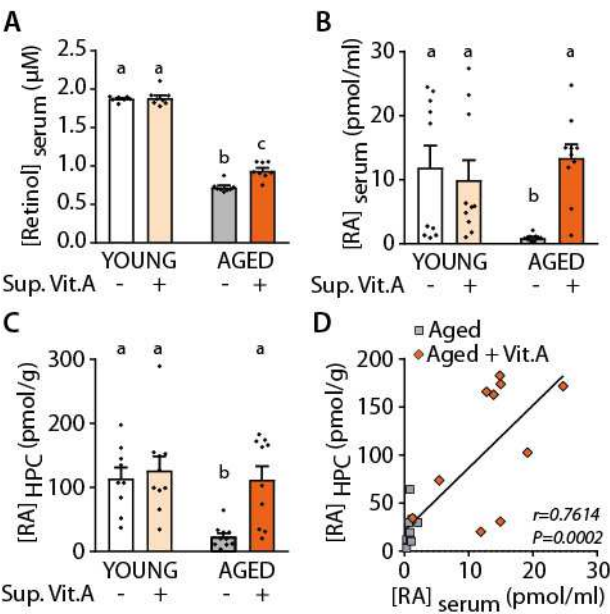 A
[Retinol] serum (µM)
2.5
2.0
1.5
1.0
0.5
0.0
a a b c
YOUNG AGED
Sup. Vit.A - + - +
B
[RA] serum (pmol/ml)
30
20
10
0
a a b a
YOUNG AGED
Sup. Vit.A - + - +
C
[RA] HPC (pmol/g)
300
200
100
0
a a b a
YOUNG AGED
Sup. Vit.A - + - +
D
Aged
Aged + Vit.A
[RA] HPC (pmol/g)
200
150
100
50
0
r=0.7614
P=0.0002
0 10 20 30
[RA] serum (pmol/ml)